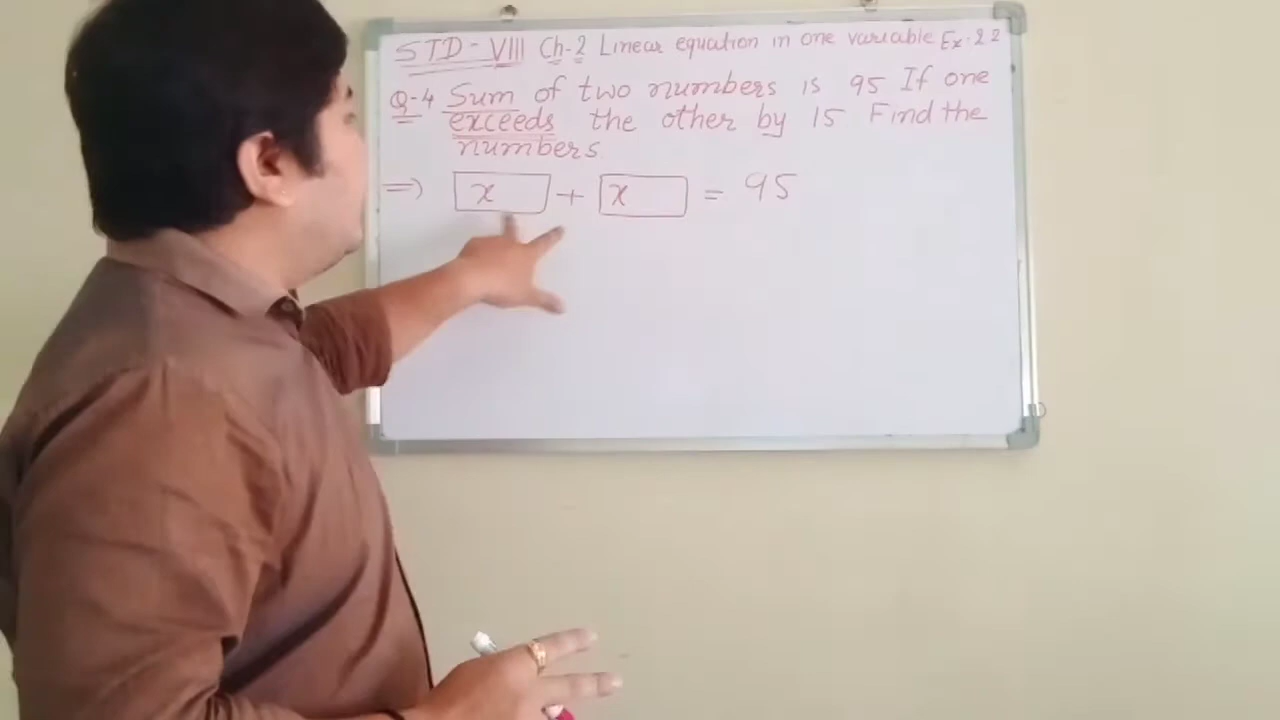 STD - VIII Ch-2 Linear equation in one variable Ex-2.2
Q-4 Sum of two numbers is 95 If one
exceeds the other by 15 Find the
numbers
⇒ x + x = 95